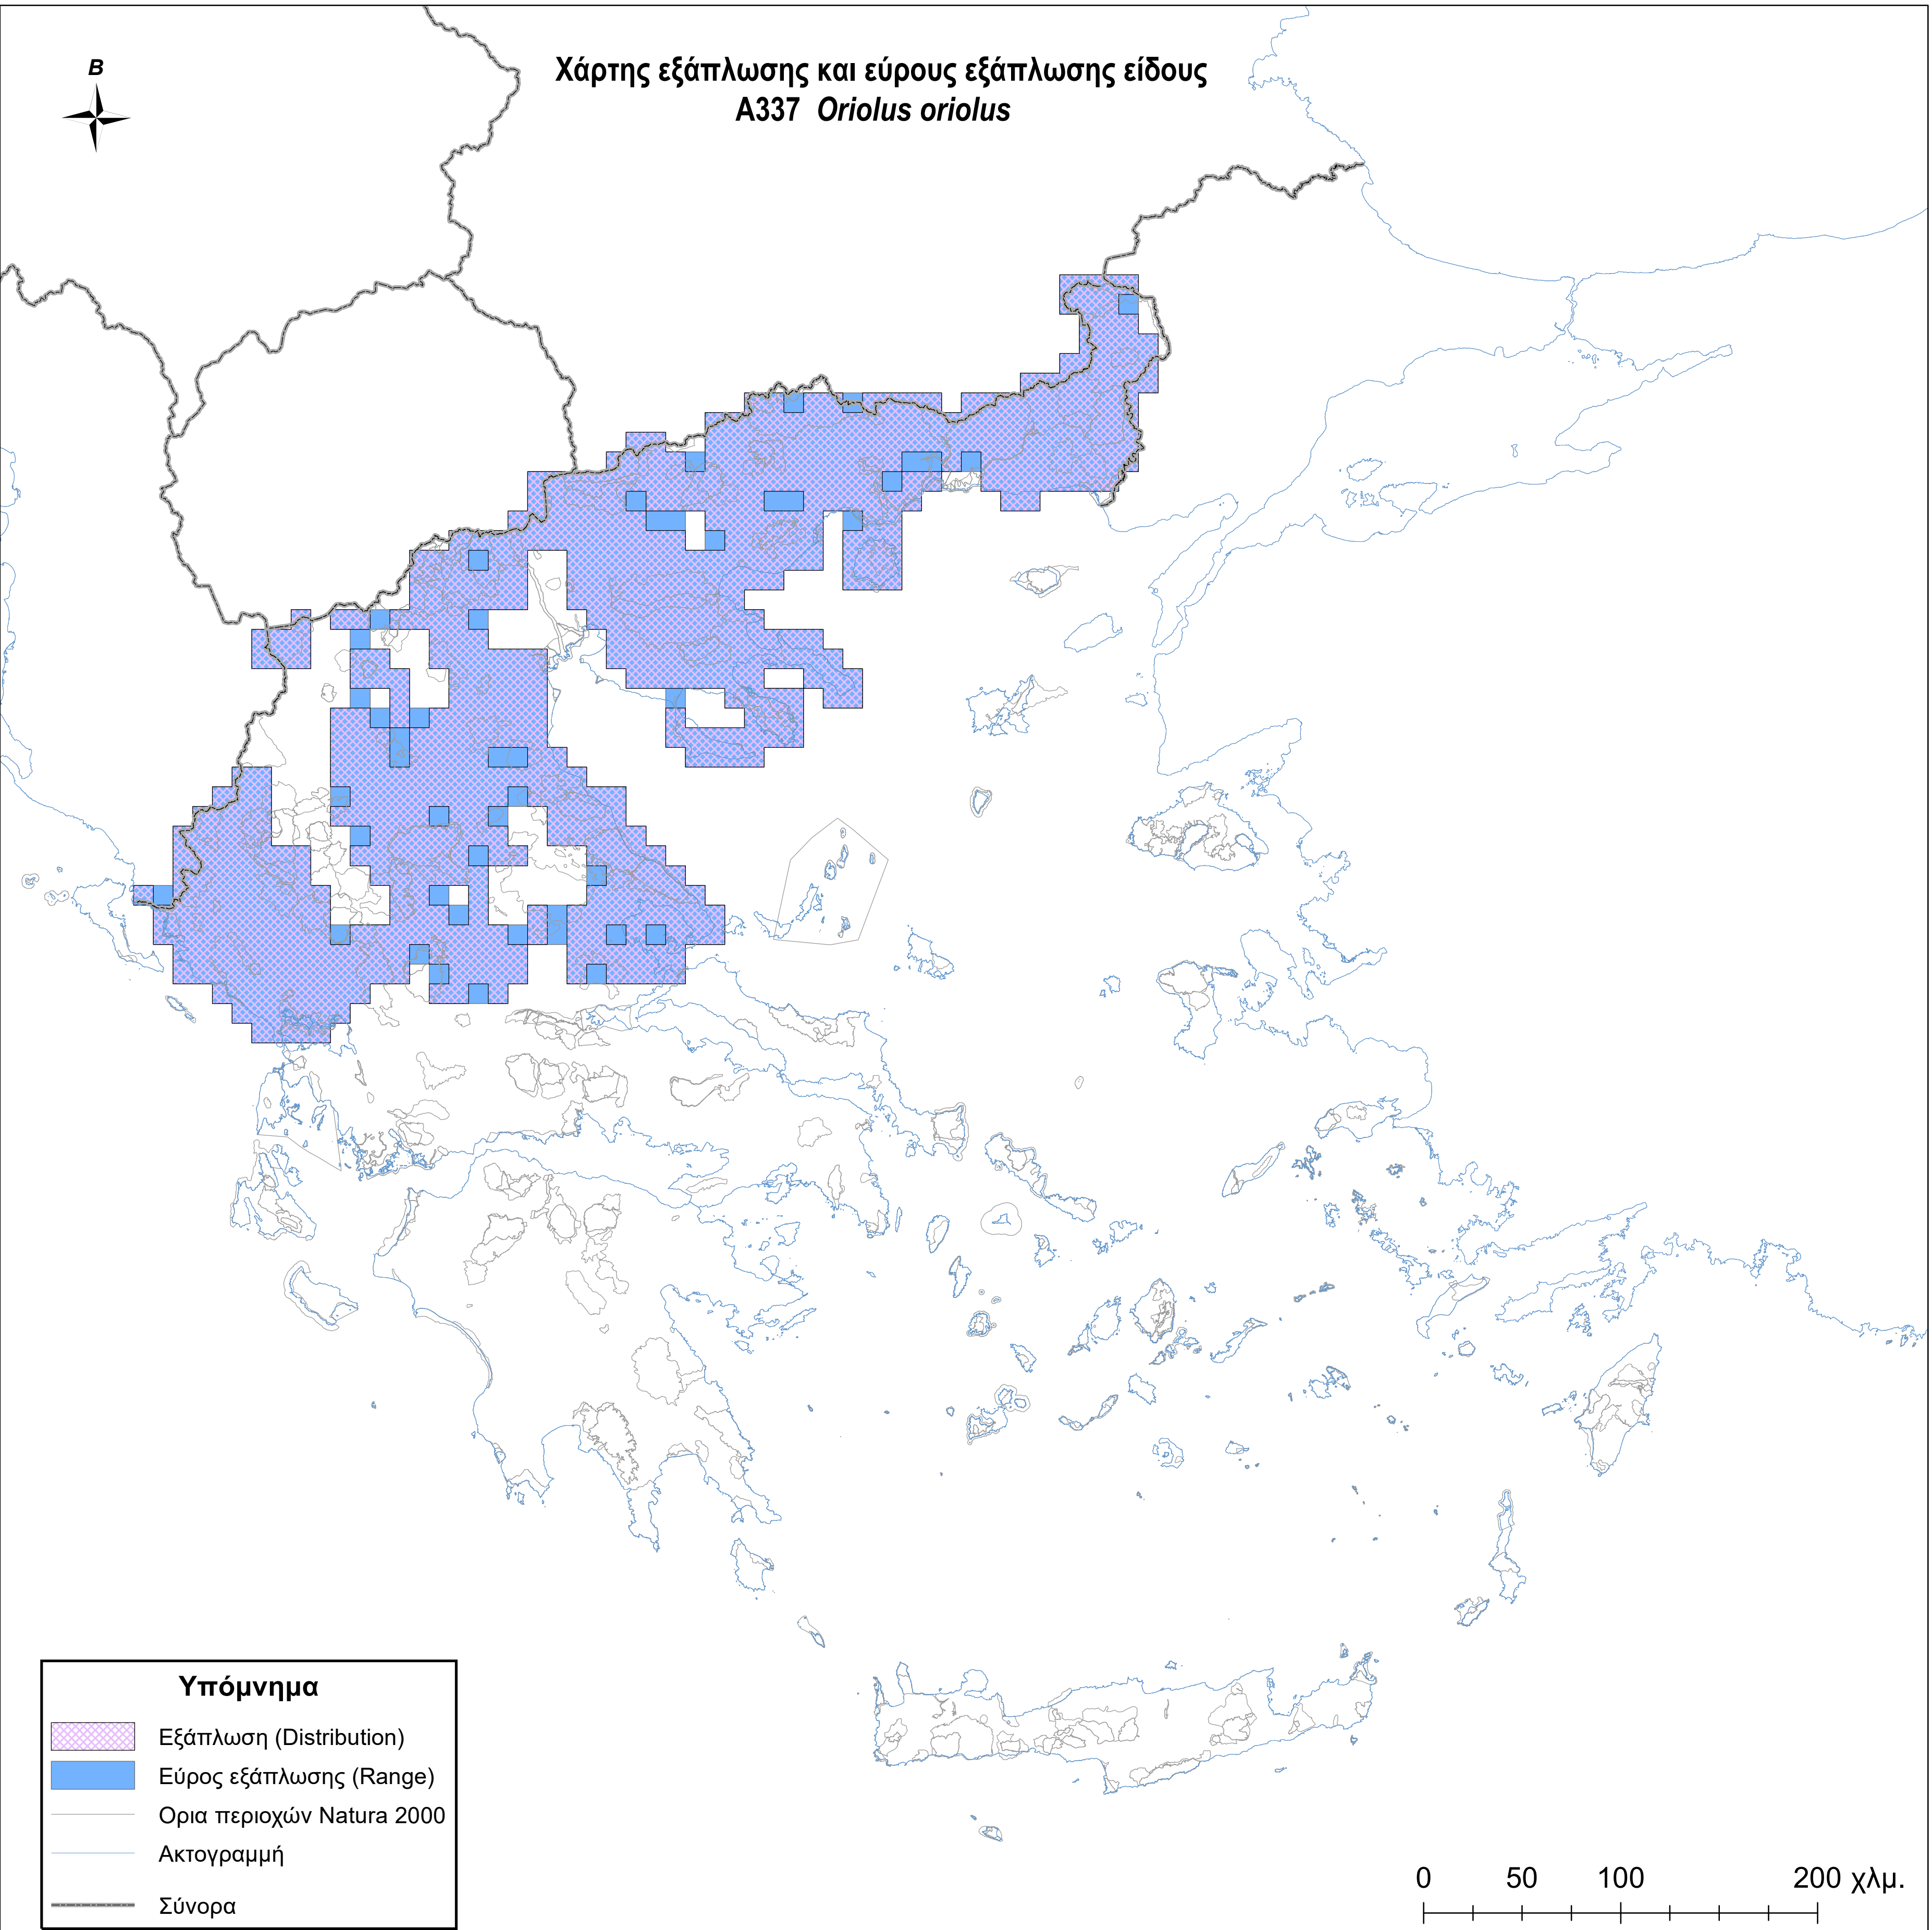 Χάρτης εξάπλωσης και εύρους εξάπλωσης είδους
A337 Oriolus oriolus
B
Υπόμνημα
Εξάπλωση (Distribution)
Εύρος εξάπλωσης (Range)
Ορια περιοχών Natura 2000
Ακτογραμμή
Σύνορα
0 50 100 200 χλμ.